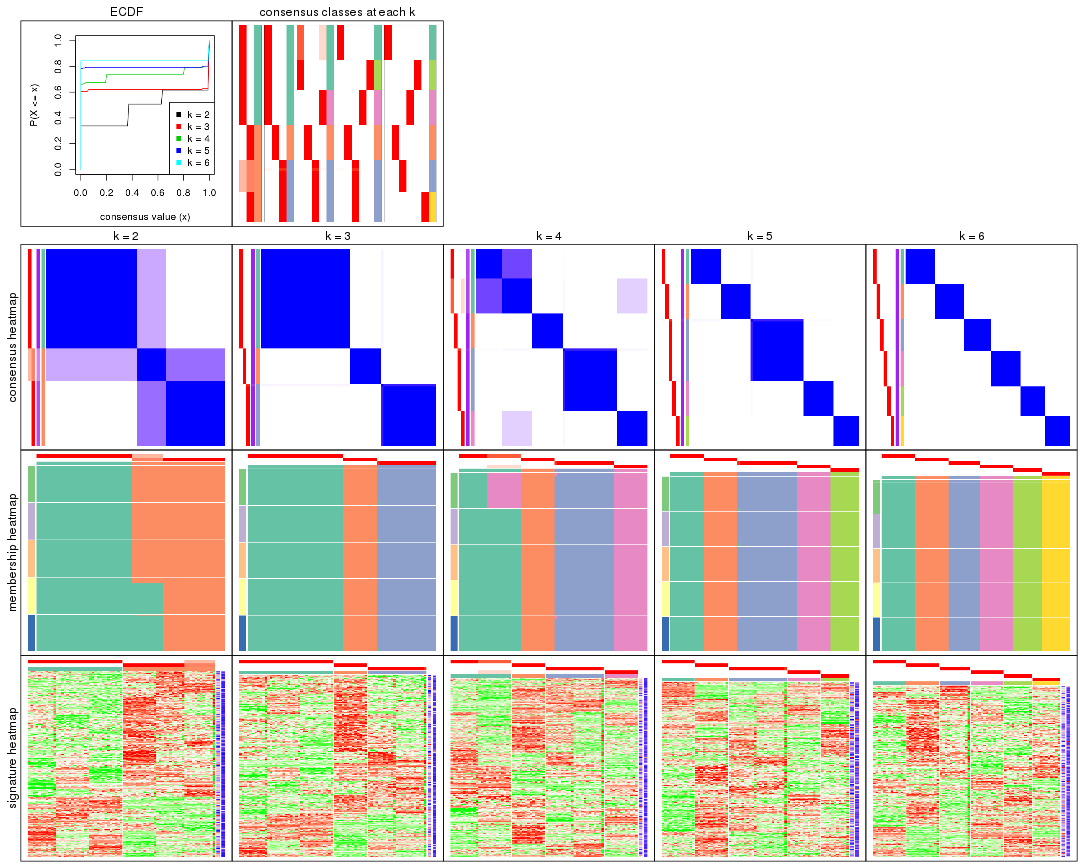 ECDF
consensus classes at each k
P(X <= x)
0.0 0.2 0.4 0.6 0.8 1.0
k = 2
k = 3
k = 4
k = 5
k = 6
0.0 0.2 0.4 0.6 0.8 1.0
consensus value (x)
k = 2
k = 3
k = 4
k = 5
k = 6
consensus heatmap
membership heatmap
signature heatmap